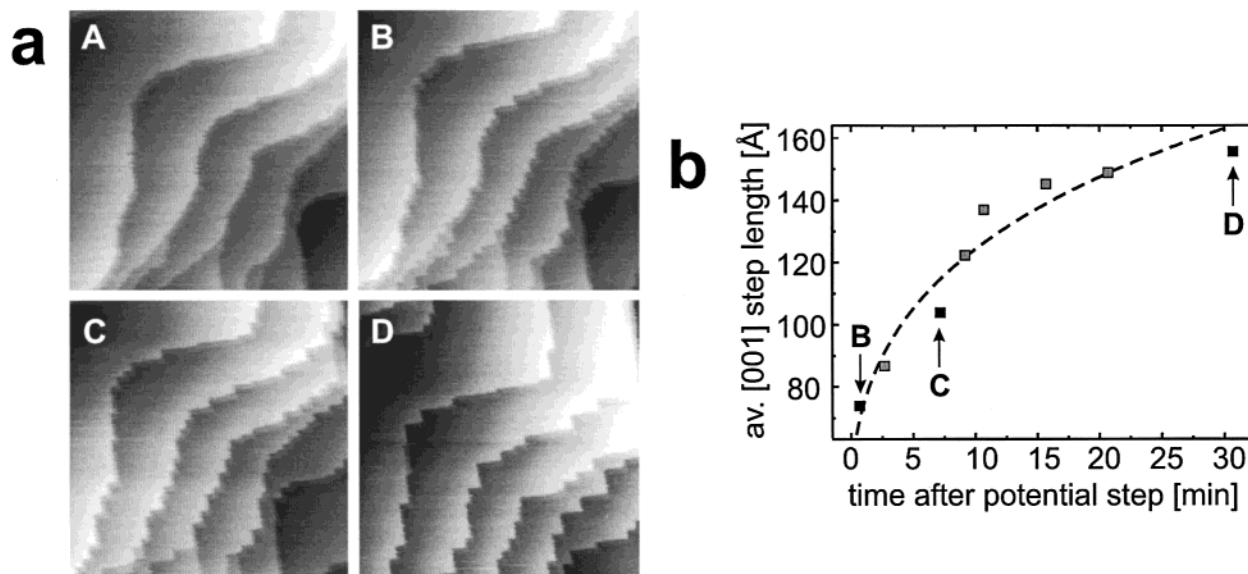 a
A
B
C
D
b
av. [001] step length [Å]
160
140
120
100
80
B
C
D
0 5 10 15 20 25 30
time after potential step [min]